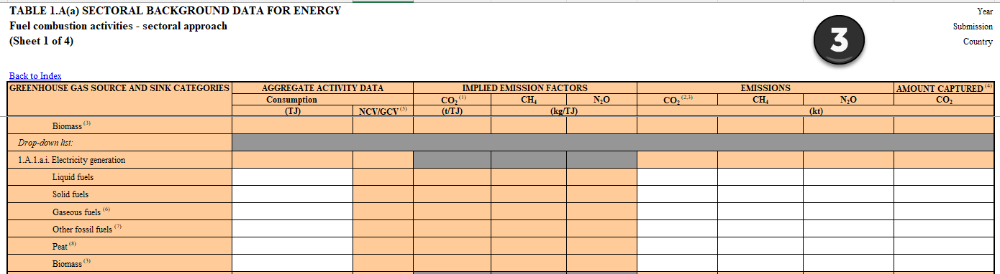 TABLE 1.A(a) SECTORAL BACKGROUND DATA FOR ENERGY
Year
Fuel combustion activities - sectoral approach
Submission
(Sheet 1 of 4)
Country
3
Back to Index
GREENHOUSE GAS SOURCE AND SINK CATEGORIES AGGREGATE ACTIVITY DATA IMPLIED EMISSION FACTORS EMISSIONS AMOUNT CAPTURED (4)
Consumption CO2 (1) CH4 N2O CO2 (2,3) CH4 N2O CO2
(TJ) NCV/GCV (5) (t/TJ) (kg/TJ) (kt)
Biomass (3)
Drop-down list:
1.A.1.a.i. Electricity generation
Liquid fuels
Solid fuels
Gaseous fuels (6)
Other fossil fuels (7)
Peat (8)
Biomass (3)